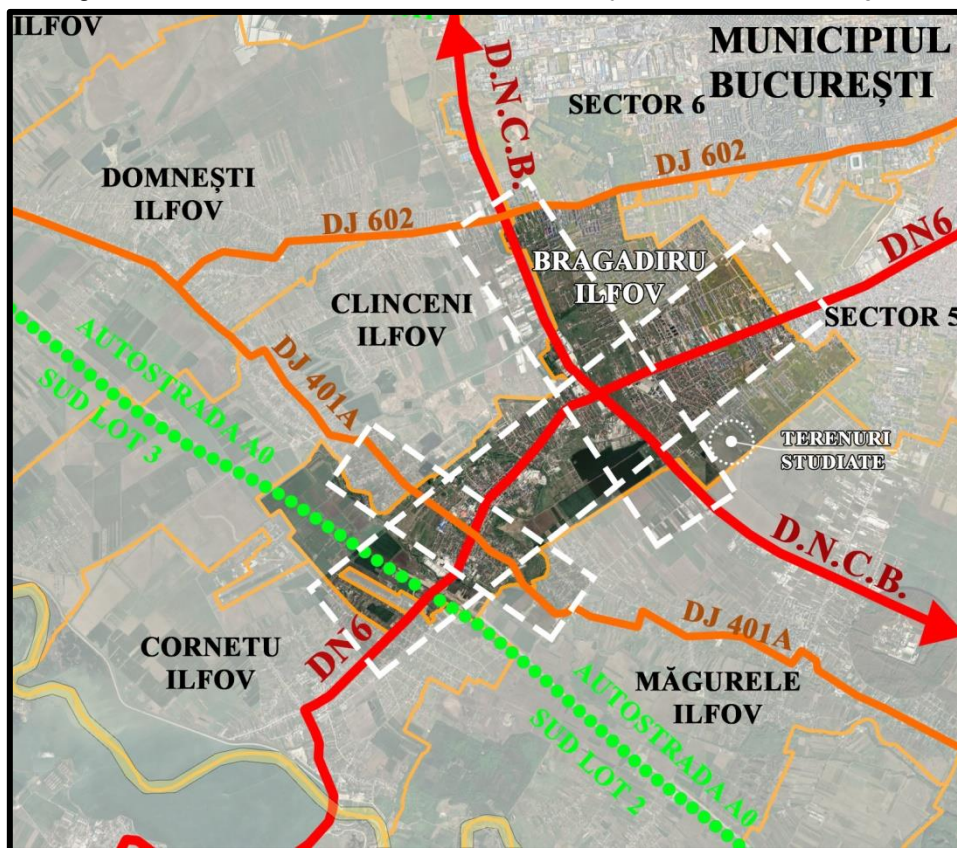 ILFOV
MUNICIPIUL
BUCUREȘTI
D.N.C.B.
SECTOR 6
DJ 602
DOMNEȘTI
ILFOV
DJ 602
DN6
BRAGADIRU
ILFOV
CLINCENI
ILFOV
SECTOR 5
AUTOSTRADA A0
SUD LOT 3
DJ 401A
TERENURI
STUDIATE
D.N.C.B.
CORNETU
ILFOV
DN6
DJ 401A
MĂGURELE
ILFOV
AUTOSTRADA A0
SUD LOT 2